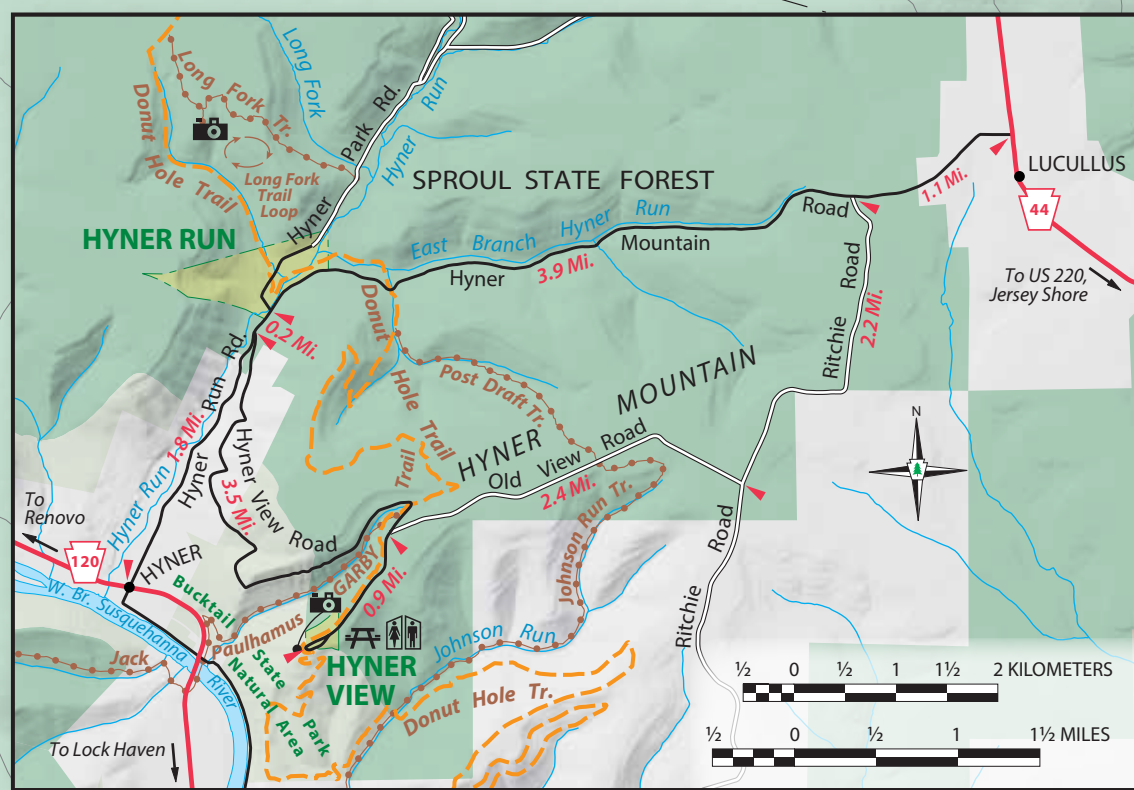 Long Fork
Park Rd.
Hyner Run
Long Fork Tr.
Donut Hole Trail
Long Fork
Trail
Loop
Hyner
SPROUL STATE FOREST
LUCULLUS
44
1.1 Mi.
To US 220,
Jersey Shore
HYNER RUN
East Branch Hyner Run
Hyner Mountain Road
3.9 Mi.
Ritchie Road
2.2 Mi.
0.2 Mi.
Donut Hole Trail
Post Draft Tr.
HYNER MOUNTAIN
Old View Road
2.4 Mi.
Hyner Run Rd.
1.8 Mi.
Hyner Run
Hyner View Road
3.5 Mi.
Trail
GARBY
0.9 Mi.
Johnson Run Tr.
Ritchie Road
N
To
Renovo
120
HYNER
W. Br. Susquehanna River
Bucktail State Park
Natural Area
Jack Paulhamus
HYNER
VIEW
Johnson Run
Donut Hole Tr.
To Lock Haven
½ 0 ½ 1 1½ 2 KILOMETERS
½ 0 ½ 1 1½ MILES